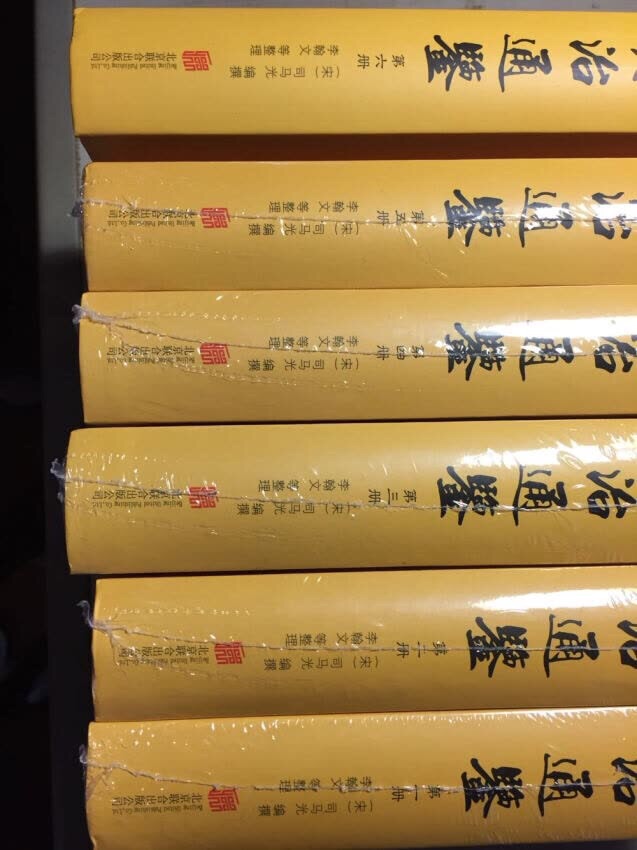 治通鑒
第六册
(宋)司马光 编撰
李翰文等整理
北京联合出版公司
治通鑒
第五册
(宋)司马光 编撰
李翰文等整理
北京联合出版公司
治通鑒
第四册
(宋)司马光 编撰
李翰文等整理
北京联合出版公司
治通鑒
第三册
(宋)司马光 编撰
李翰文等整理
北京联合出版公司
治通鑒
第二册
(宋)司马光 编撰
李翰文等整理
北京联合出版公司
治通鑒
第一册
(宋)司马光 编撰
李翰文等整理
北京联合出版公司